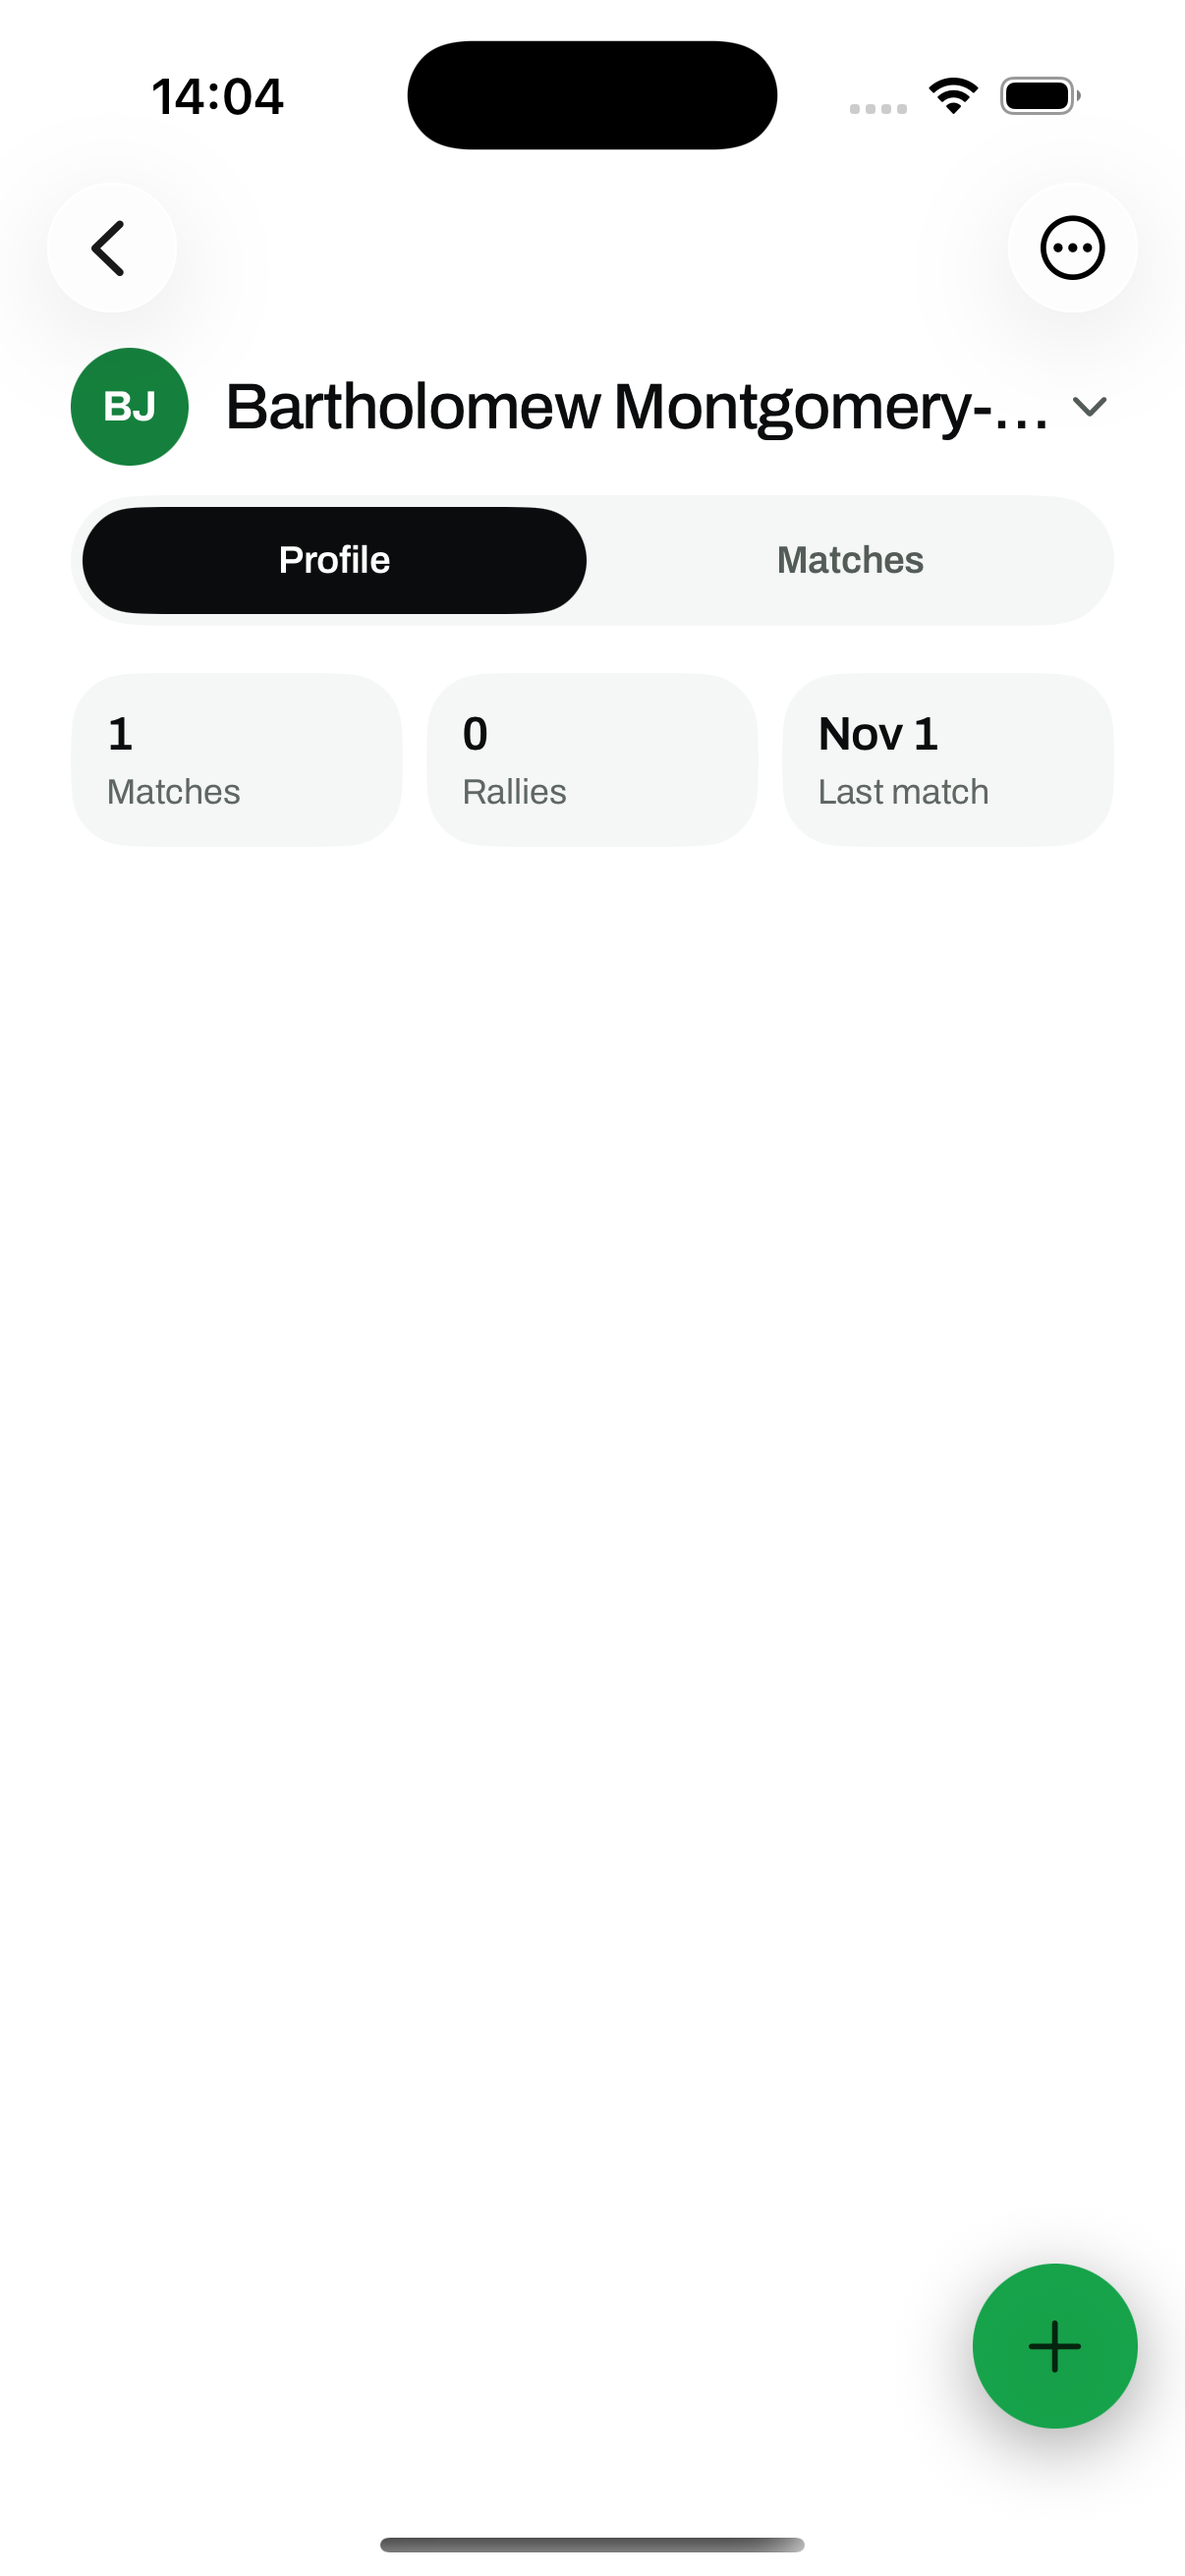 14:04
BJ
Bartholomew Montgomery-...
Profile
Matches
1
Matches
0
Rallies
Nov 1
Last match